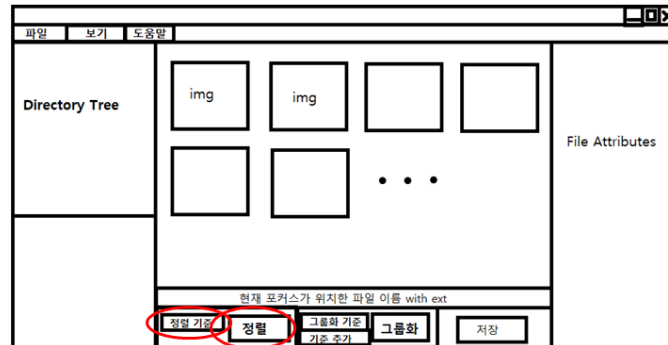 파일 보기 도움말
Directory Tree
img img
File Attributes
현재 포커스가 위치한 파일 이름 with ext
정렬 기준 정렬 그룹화 기준 그룹화 저장
기준 추가